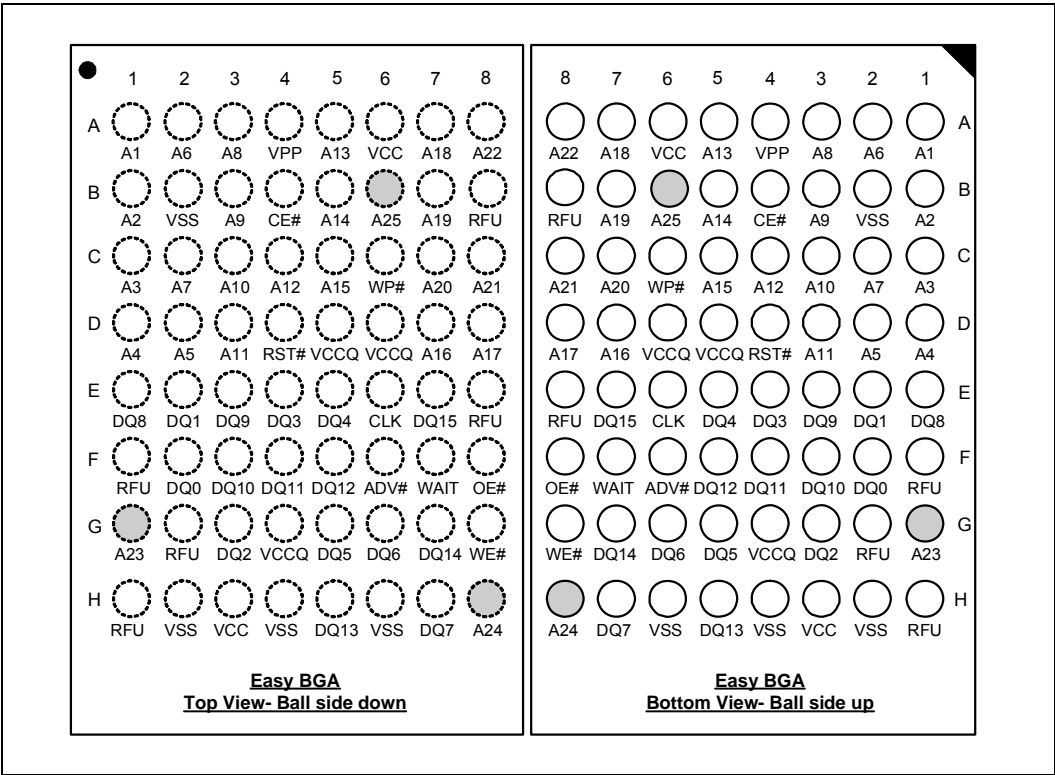 1 2 3 4 5 6 7 8
A
A1 A6 A8 VPP A13 VCC A18 A22
B
A2 VSS A9 CE# A14 A25 A19 RFU
C
A3 A7 A10 A12 A15 WP# A20 A21
D
A4 A5 A11 RST# VCCQ VCCQ A16 A17
E
DQ8 DQ1 DQ9 DQ3 DQ4 CLK DQ15 RFU
F
RFU DQ0 DQ10 DQ11 DQ12 ADV# WAIT OE#
G
A23 RFU DQ2 VCCQ DQ5 DQ6 DQ14 WE#
H
RFU VSS VCC VSS DQ13 VSS DQ7 A24
Easy BGA
Top View- Ball side down
8 7 6 5 4 3 2 1
A
A22 A18 VCC A13 VPP A8 A6 A1
B
RFU A19 A25 A14 CE# A9 VSS A2
C
A21 A20 WP# A15 A12 A10 A7 A3
D
A17 A16 VCCQ VCCQ RST# A11 A5 A4
E
RFU DQ15 CLK DQ4 DQ3 DQ9 DQ1 DQ8
F
OE# WAIT ADV# DQ12 DQ11 DQ10 DQ0 RFU
G
WE# DQ14 DQ6 DQ5 VCCQ DQ2 RFU A23
H
A24 DQ7 VSS DQ13 VSS VCC VSS RFU
Easy BGA
Bottom View- Ball side up